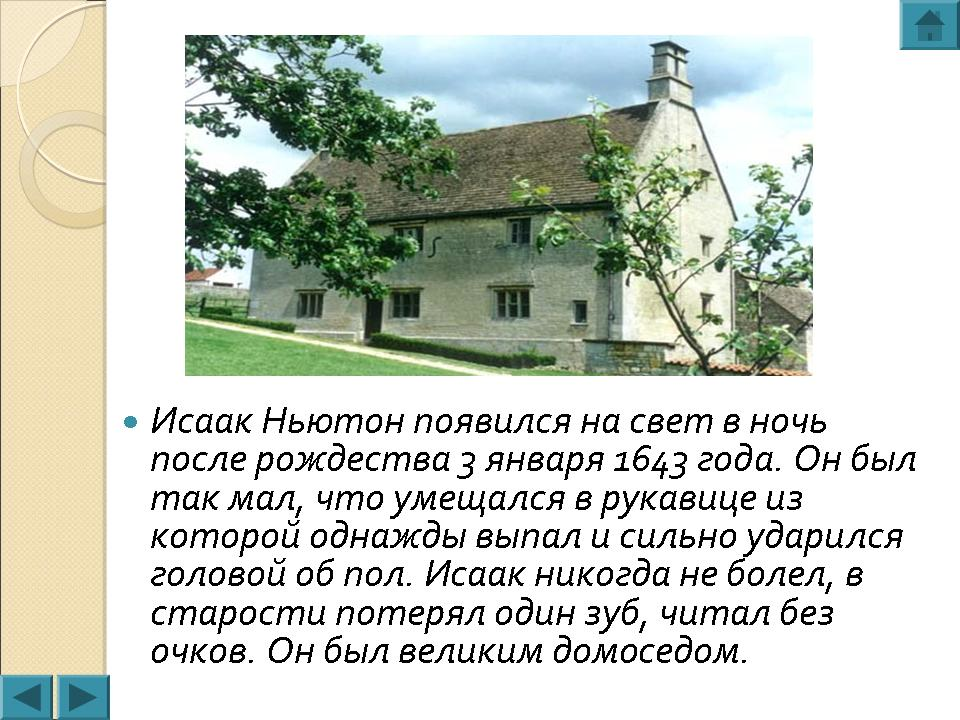 Исаак Ньютон появился на свет в ночь
после рождества 3 января 1643 года. Он был
так мал, что умещался в рукавице из
которой однажды выпал и сильно ударился
головой об пол. Исаак никогда не болел, в
старости потерял один зуб, читал без
очков. Он был великим домоседом.